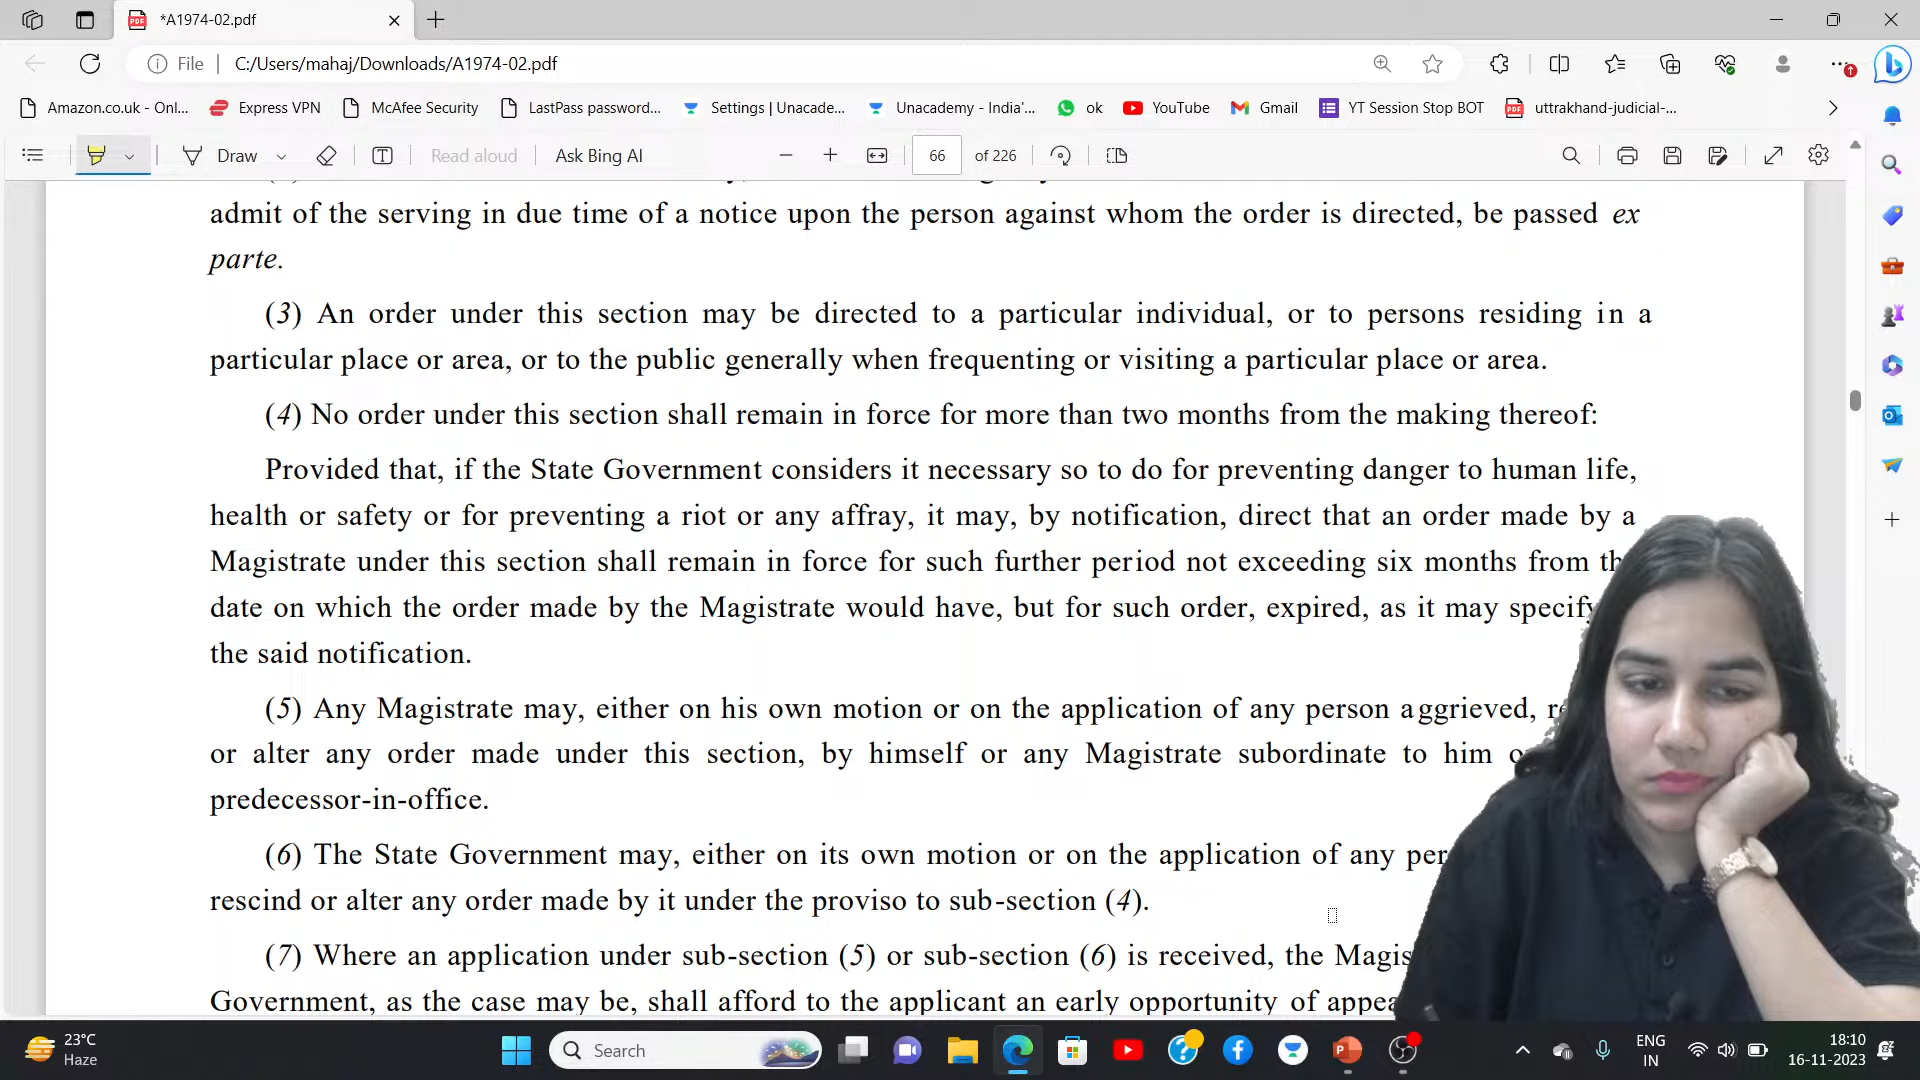 *A1974-02.pdf
File
C:/Users/mahaj/Downloads/A1974-02.pdf
Amazon.co.uk - Onl...
Express VPN
McAfee Security
LastPass password...
Settings | Unacade...
Unacademy - India'...
ok
YouTube
Gmail
YT Session Stop BOT
uttrakhand-judicial-...
Draw
Read aloud
Ask Bing AI
66
of 226
admit of the serving in due time of a notice upon the person against whom the order is directed, be passed ex
parte.
(3) An order under this section may be directed to a particular individual, or to persons residing in a
particular place or area, or to the public generally when frequenting or visiting a particular place or area.
(4) No order under this section shall remain in force for more than two months from the making thereof:
Provided that, if the State Government considers it necessary so to do for preventing danger to human life,
health or safety or for preventing a riot or any affray, it may, by notification, direct that an order made by a
Magistrate under this section shall remain in force for such further period not exceeding six months from
date on which the order made by the Magistrate would have, but for such order, expired, as it may specify
the said notification.
(5) Any Magistrate may, either on his own motion or on the application of any person aggrieved,
or alter any order made under this section, by himself or any Magistrate subordinate to him
predecessor-in-office.
(6) The State Government may, either on its own motion or on the application of any
rescind or alter any order made by it under the proviso to sub-section (4).
(7) Where an application under sub-section (5) or sub-section (6) is received, the
Government, as the case may be, shall afford to the applicant an early opportunity of
23°C
Haze
Search
ENG
IN
18:10
16-11-2023